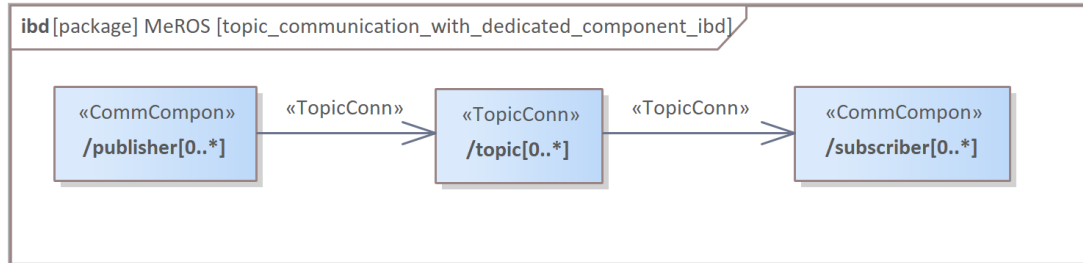 ibd [package] MeROS [topic_communication_with_dedicated_component_ibd]
«CommCompon»
/publisher[0..*]
«TopicConn»
«TopicConn»
/topic[0..*]
«TopicConn»
«CommCompon»
/subscriber[0..*]